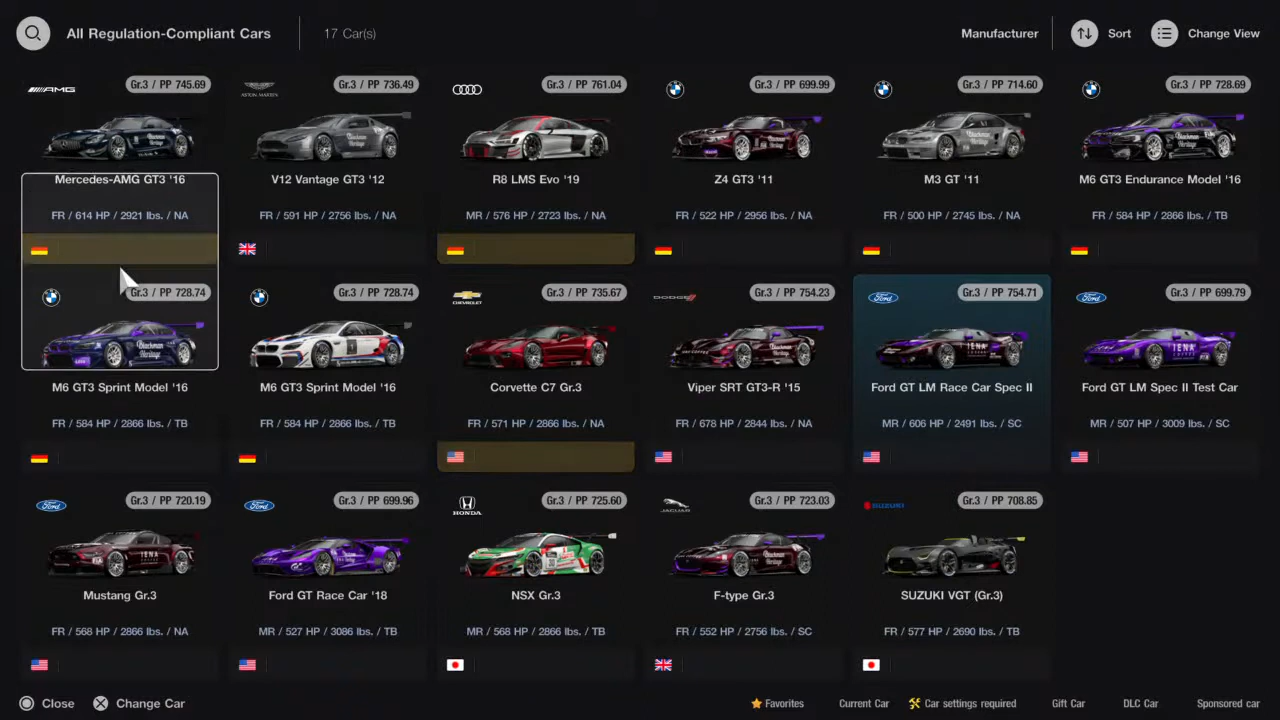 All Regulation-Compliant Cars
17 Car(s)
Manufacturer
Sort
Change View
AMG
Gr.3 / PP 745.69
ASTON MARTIN
Gr.3 / PP 736.49
Gr.3 / PP 761.04
Gr.3 / PP 699.99
Gr.3 / PP 714.60
Gr.3 / PP 728.69
Mercedes-AMG GT3 '16
V12 Vantage GT3 '12
R8 LMS Evo '19
Z4 GT3 '11
M3 GT '11
M6 GT3 Endurance Model '16
FR / 614 HP / 2921 lbs. / NA
FR / 591 HP / 2756 lbs. / NA
MR / 576 HP / 2723 lbs. / NA
FR / 522 HP / 2956 lbs. / NA
FR / 500 HP / 2745 lbs. / NA
FR / 584 HP / 2866 lbs. / TB
Gr.3 / PP 728.74
Gr.3 / PP 728.74
CHEVROLET
Gr.3 / PP 735.67
DODGE
Gr.3 / PP 754.23
Ford
Gr.3 / PP 754.71
Ford
Gr.3 / PP 699.79
M6 GT3 Sprint Model '16
M6 GT3 Sprint Model '16
Corvette C7 Gr.3
Viper SRT GT3-R '15
Ford GT LM Race Car Spec II
Ford GT LM Spec II Test Car
FR / 584 HP / 2866 lbs. / TB
FR / 584 HP / 2866 lbs. / TB
FR / 571 HP / 2866 lbs. / NA
FR / 678 HP / 2844 lbs. / NA
MR / 606 HP / 2491 lbs. / SC
MR / 507 HP / 3009 lbs. / SC
Ford
Gr.3 / PP 720.19
Ford
Gr.3 / PP 699.96
HONDA
Gr.3 / PP 725.60
JAGUAR
Gr.3 / PP 723.03
SUZUKI
Gr.3 / PP 708.85
Mustang Gr.3
Ford GT Race Car '18
NSX Gr.3
F-type Gr.3
SUZUKI VGT (Gr.3)
FR / 568 HP / 2866 lbs. / NA
MR / 527 HP / 3086 lbs. / TB
MR / 568 HP / 2866 lbs. / TB
FR / 552 HP / 2756 lbs. / SC
FR / 577 HP / 2690 lbs. / TB
Close
Change Car
Favorites
Current Car
Car settings required
Gift Car
DLC Car
Sponsored car